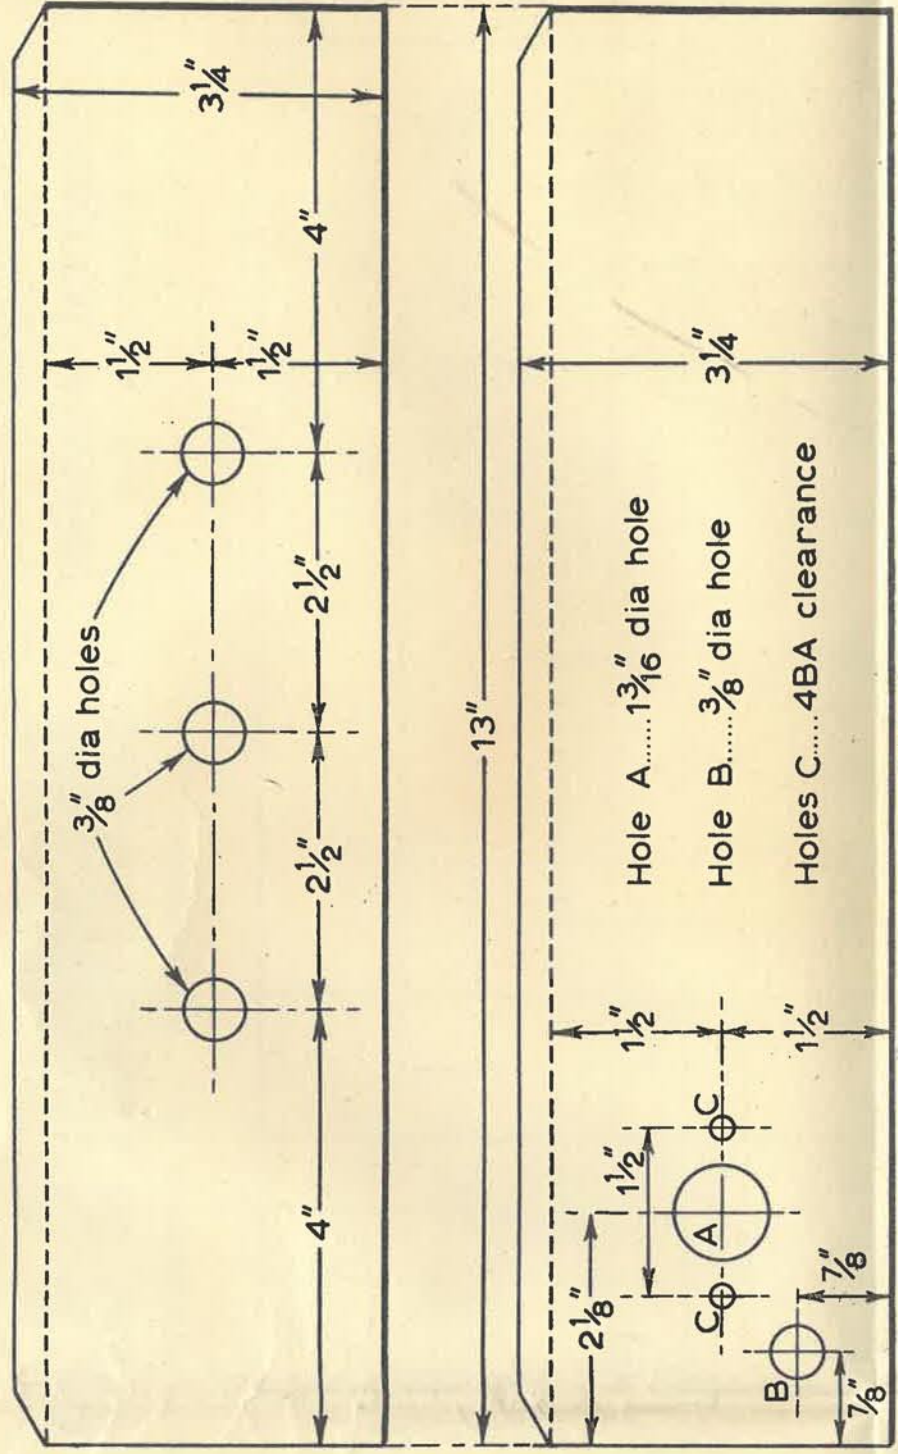 3¼"
4"
1½"
1½"
3/8" dia holes
2½"
2½"
4"
13"
3¼"
Hole A......1 3/16" dia hole
Hole B......3/8" dia hole
Holes C.....4BA clearance
1½"
1½"
C
1½"
A
C
2⅛"
B
7/8"
7/8"